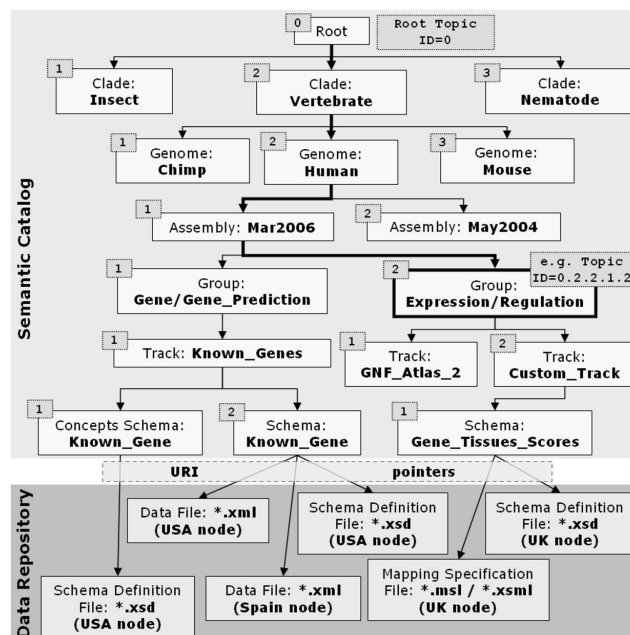 0
Root
Root Topic
ID=0
1
Clade:
Insect
2
Clade:
Vertebrate
3
Clade:
Nematode
1
Genome:
Chimp
2
Genome:
Human
3
Genome:
Mouse
1
Assembly: Mar2006
2
Assembly: May2004
1
Group:
Gene/Gene_Prediction
2
Group:
Expression/Regulation
e.g. Topic
ID=0.2.2.1.2
1
Track: Known_Genes
1
Track:
GNF_Atlas_2
2
Track:
Custom_Track
1
Concepts Schema:
Known_Gene
2
Schema:
Known_Gene
1
Schema:
Gene_Tissues_Scores
Semantic Catalog
URI pointers
Data Repository
Data File: *.xml
(USA node)
Schema Definition
File: *.xsd
(USA node)
Schema Definition
File: *.xsd
(UK node)
Schema Definition
File: *.xsd
(USA node)
Data File: *.xml
(Spain node)
Mapping Specification
File: *.msl / *.xsml
(UK node)